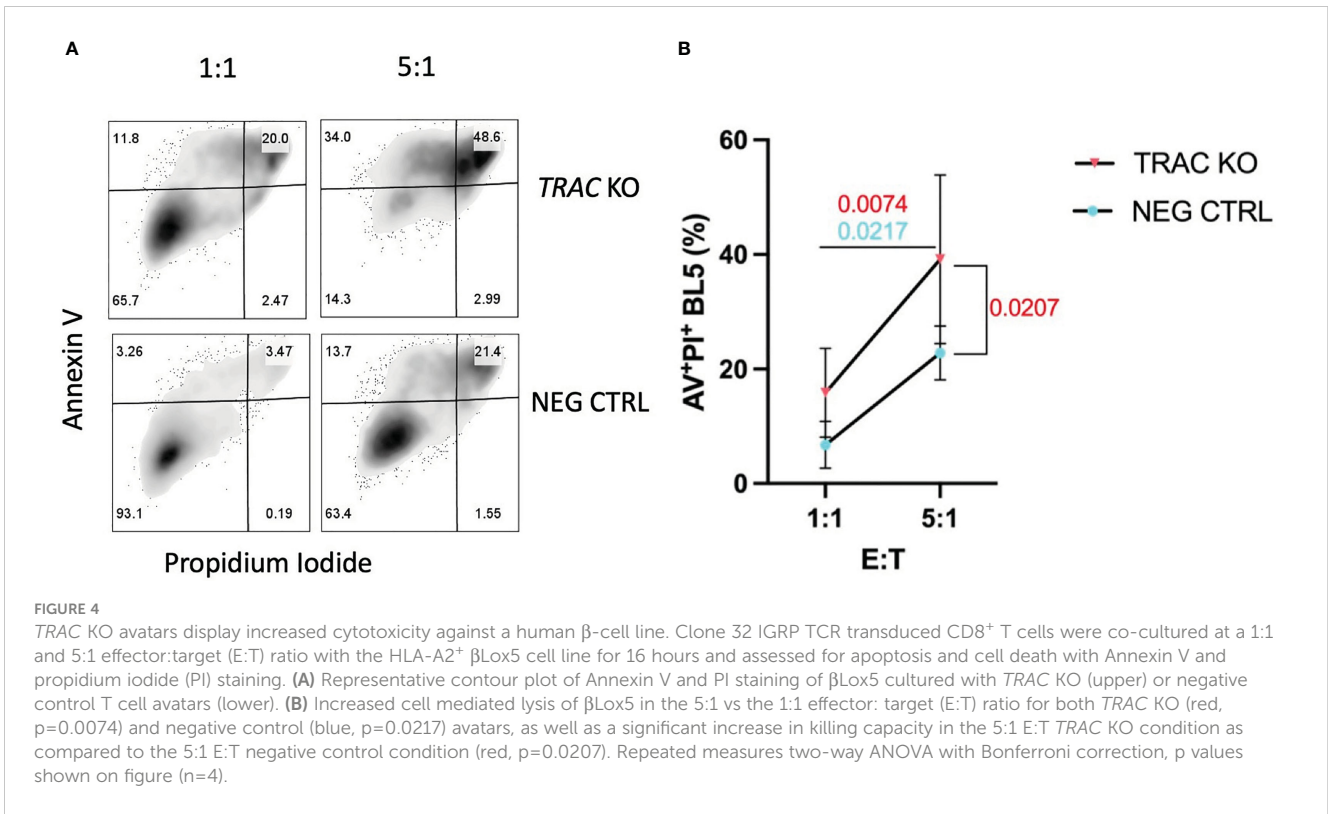 A
1:1
5:1
11.8
20.0
65.7
2.47
34.0
48.6
14.3
2.99
TRAC KO
3.26
3.47
93.1
0.19
13.7
21.4
63.4
1.55
NEG CTRL
Annexin V
Propidium Iodide
B
60
40
20
0
AV⁺PI⁺ BL5 (%)
0.0074
0.0217
0.0207
1:1
5:1
E:T
TRAC KO
NEG CTRL
FIGURE 4
TRAC KO avatars display increased cytotoxicity against a human β-cell line. Clone 32 IGRP TCR transduced CD8⁺ T cells were co-cultured at a 1:1
and 5:1 effector:target (E:T) ratio with the HLA-A2⁺ βLox5 cell line for 16 hours and assessed for apoptosis and cell death with Annexin V and
propidium iodide (PI) staining. (A) Representative contour plot of Annexin V and PI staining of βLox5 cultured with TRAC KO (upper) or negative
control T cell avatars (lower). (B) Increased cell mediated lysis of βLox5 in the 5:1 vs the 1:1 effector: target (E:T) ratio for both TRAC KO (red,
p=0.0074) and negative control (blue, p=0.0217) avatars, as well as a significant increase in killing capacity in the 5:1 E:T TRAC KO condition as
compared to the 5:1 E:T negative control condition (red, p=0.0207). Repeated measures two-way ANOVA with Bonferroni correction, p values
shown on figure (n=4).